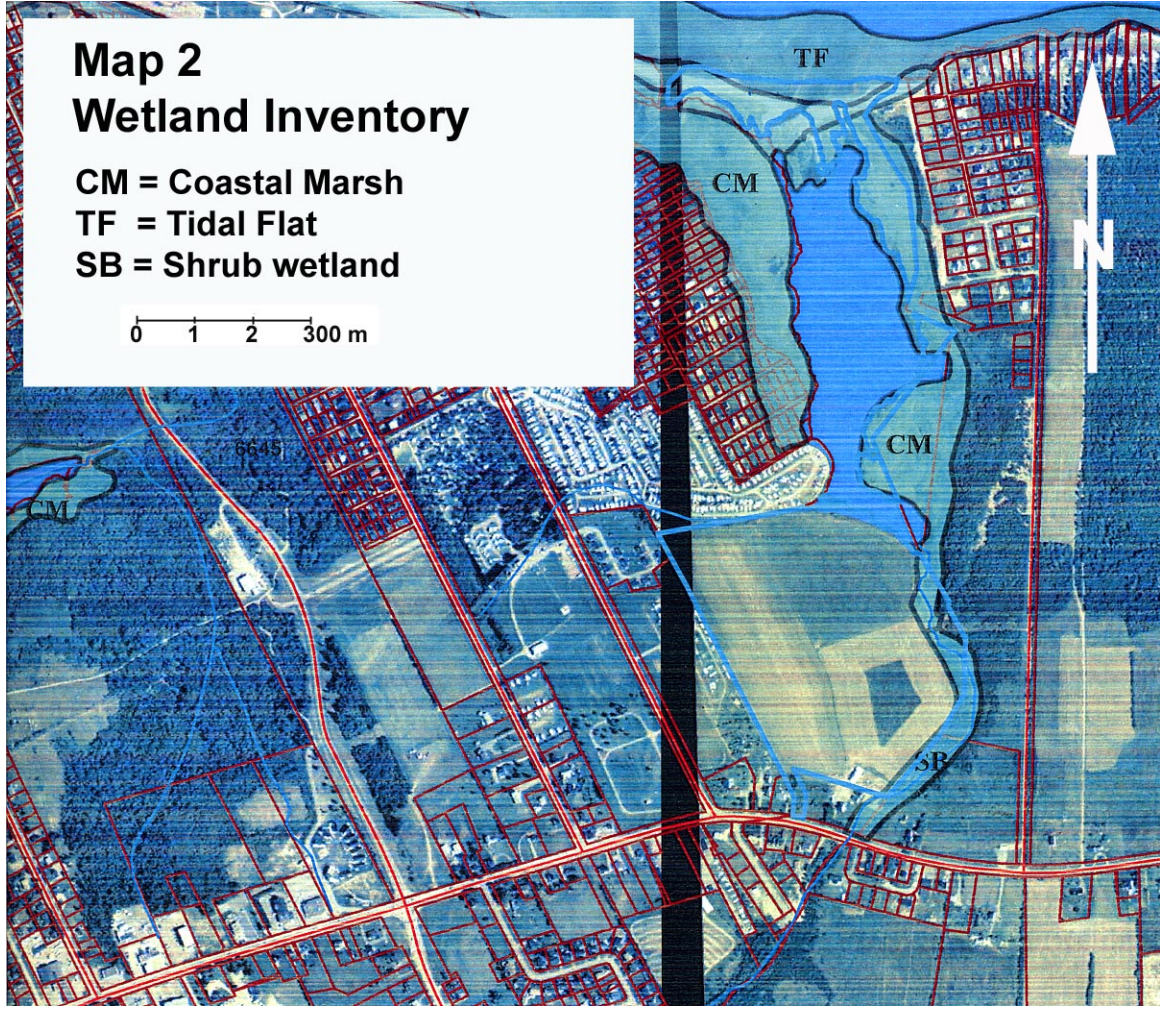 Map 2
Wetland Inventory
CM = Coastal Marsh
TF = Tidal Flat
SB = Shrub wetland
0 1 2 300 m
TF
CM
N
CM
6645
CM
SB